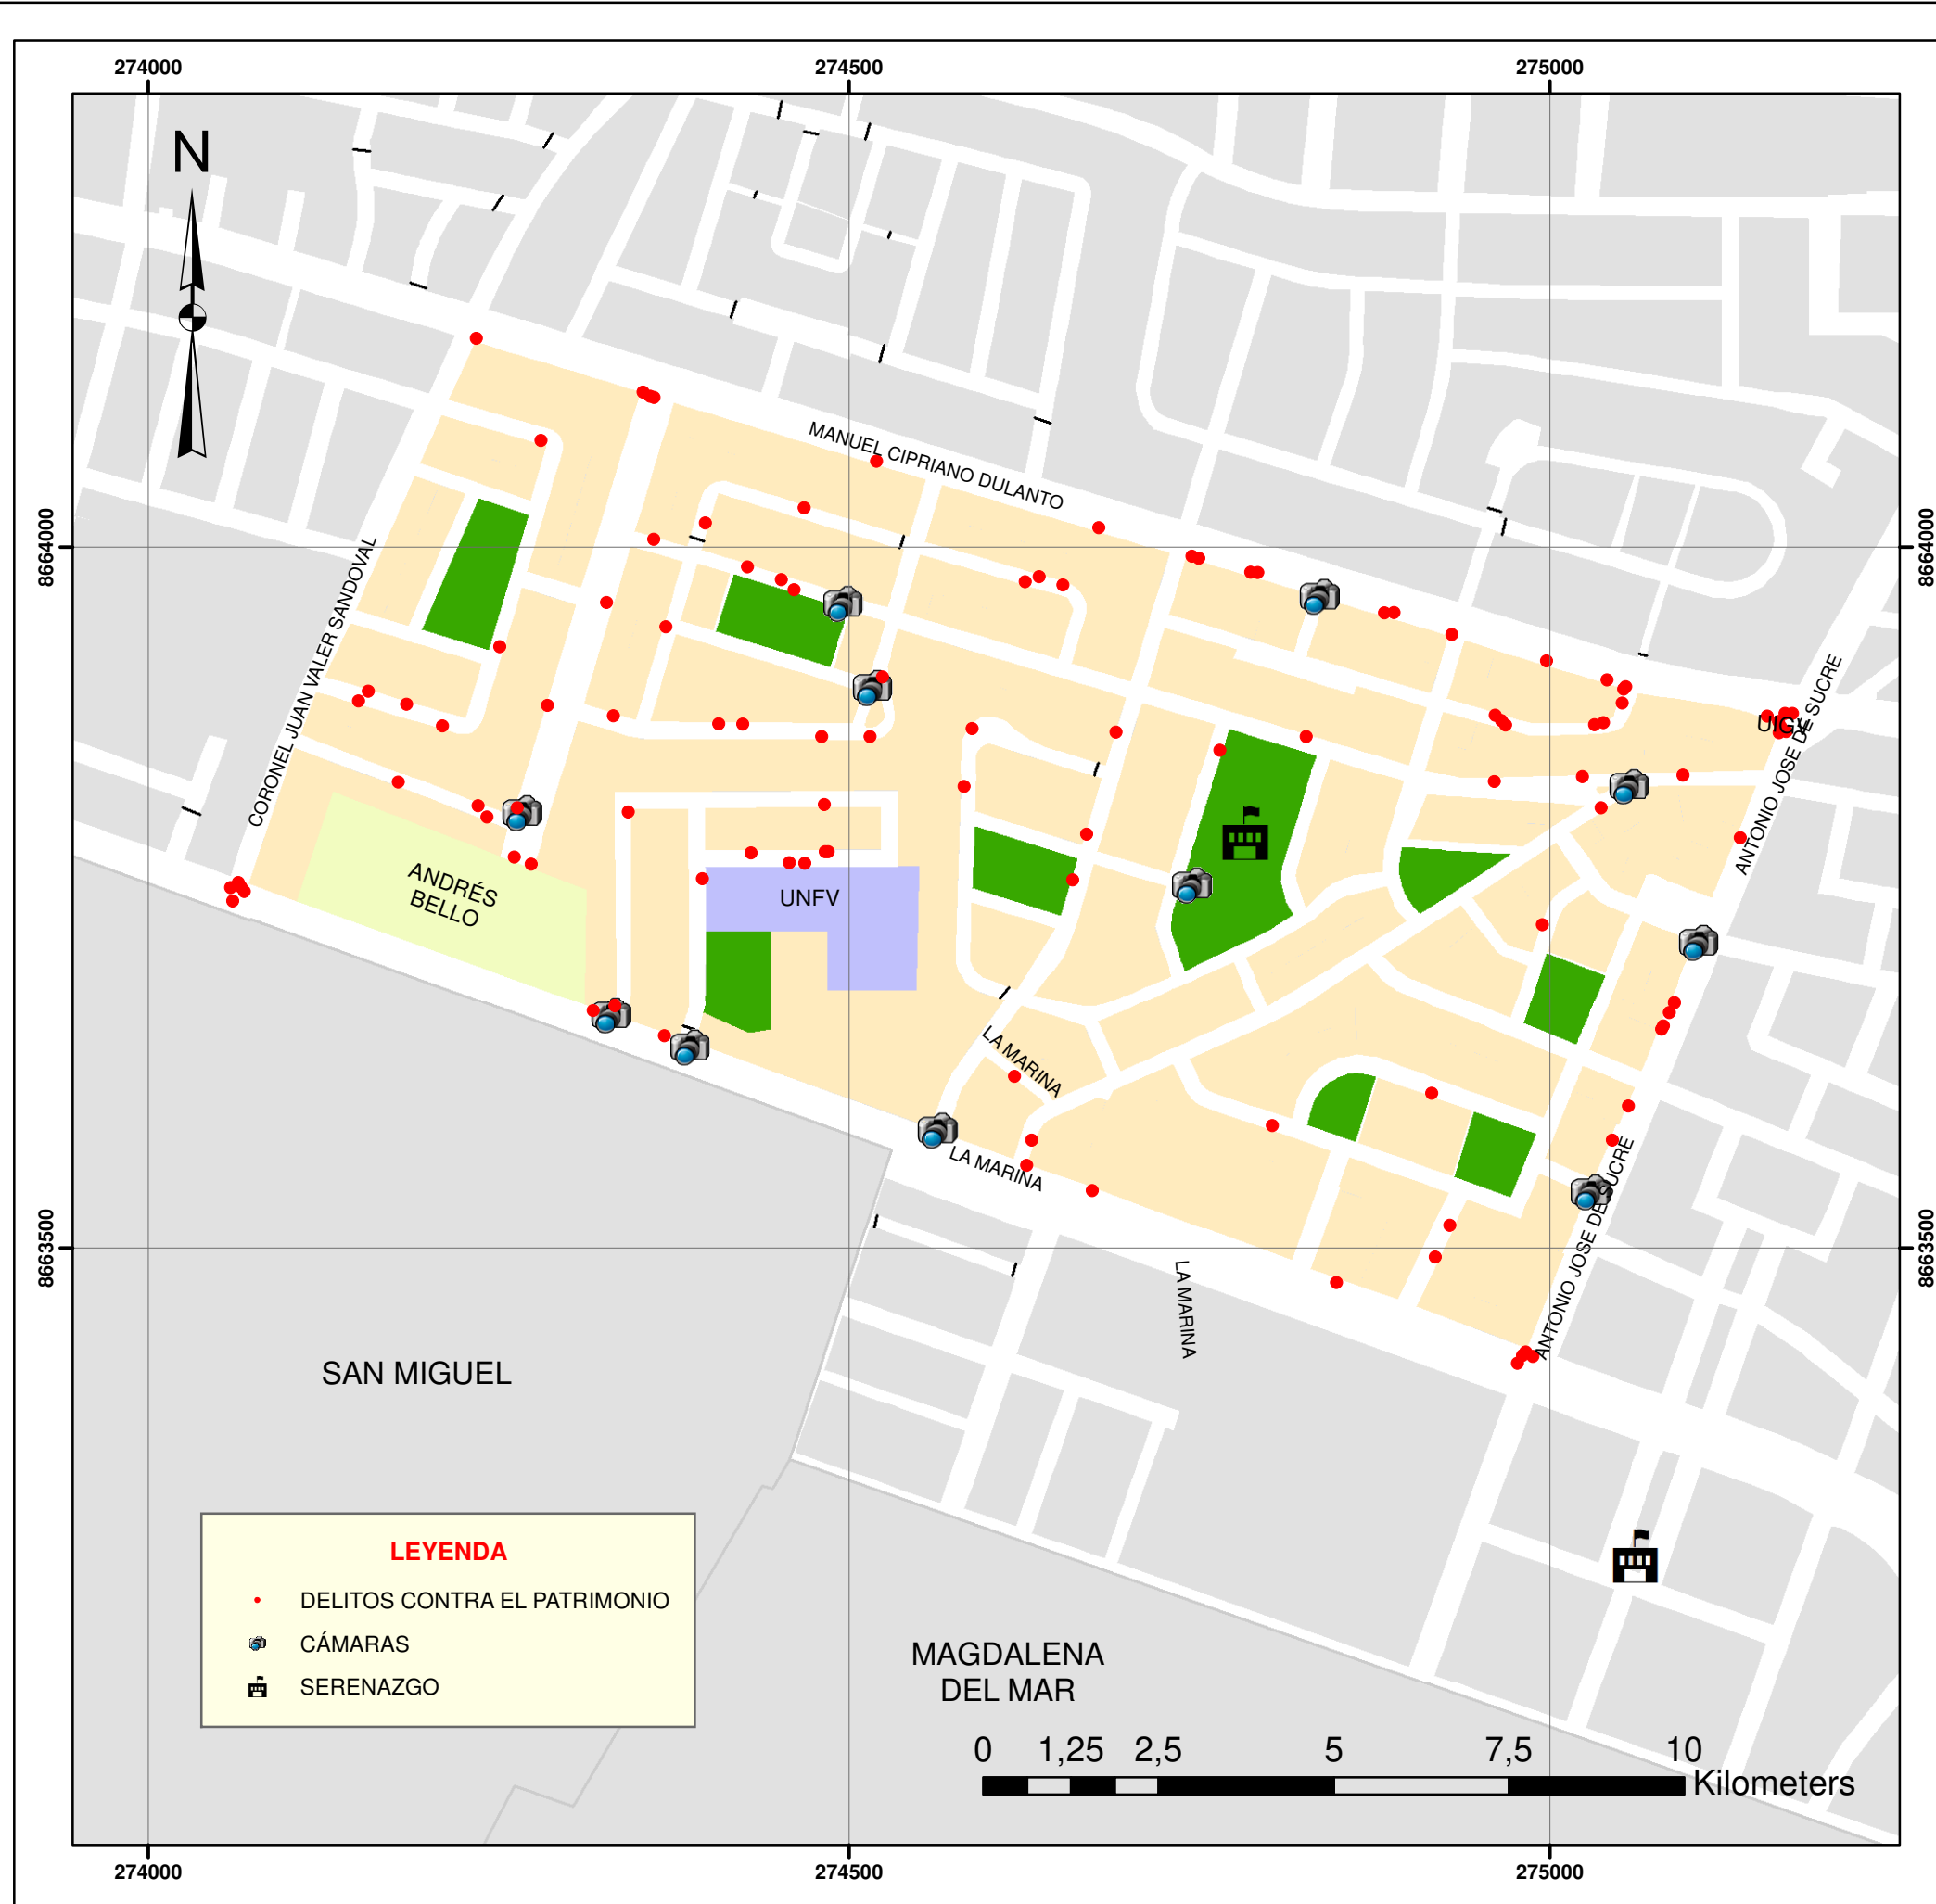 274000
274500
275000
N
MANUEL CIPRIANO DULANTO
8664000
8664000
CORONEL JUAN VALER SANDOVAL
ANTONIO JOSE DE SUCRE
ANDRÉS
BELLO
UNFV
LA MARINA
LA MARINA
ANTONIO JOSE DE SUCRE
8663500
8663500
LA MARINA
SAN MIGUEL
LEYENDA
DELITOS CONTRA EL PATRIMONIO
CÁMARAS
SERENAZGO
MAGDALENA
DEL MAR
0 1,25 2,5 5 7,5 10
Kilometers
274000
274500
275000